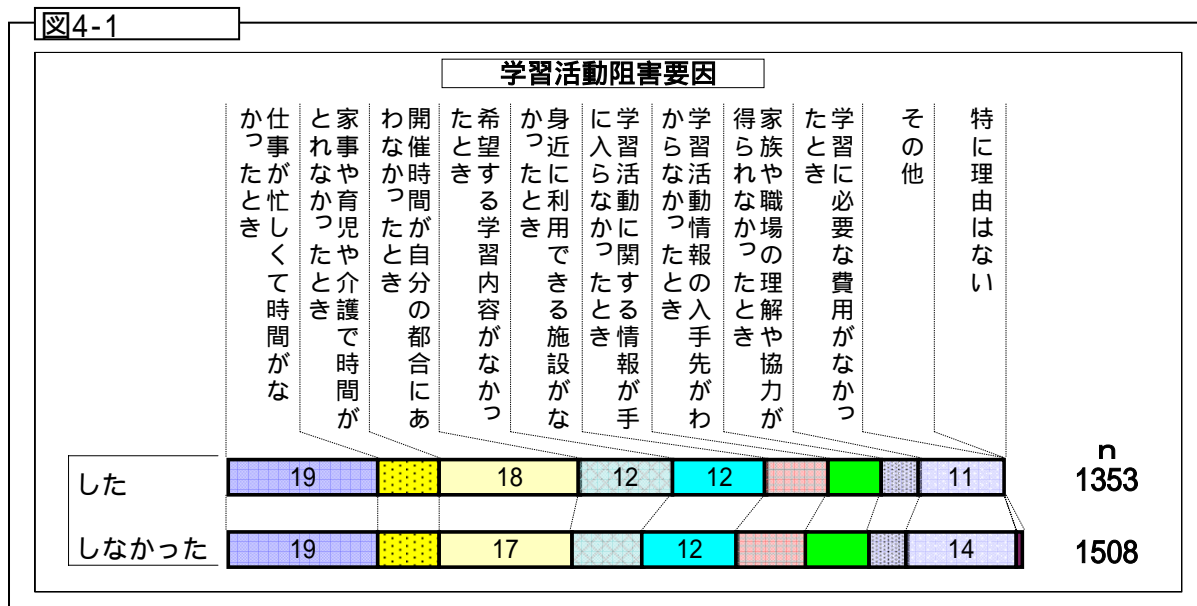 図4-1
学習活動阻害要因
仕事が忙しくて時間がな
かったとき
家事や育児や介護で時間が
とれなかったとき
開催時間が自分の都合にあ
わなかったとき
希望する学習内容がなかっ
たとき
身近に利用できる施設がな
かったとき
学習活動に関する情報が手
に入らなかったとき
学習活動情報の入手先がわ
からなかったとき
家族や職場の理解や協力が
得られなかったとき
学習に必要な費用がなかっ
たとき
その他
特に理由はない
n
した 19 18 12 12 11 1353
しなかった 19 17 12 14 1508